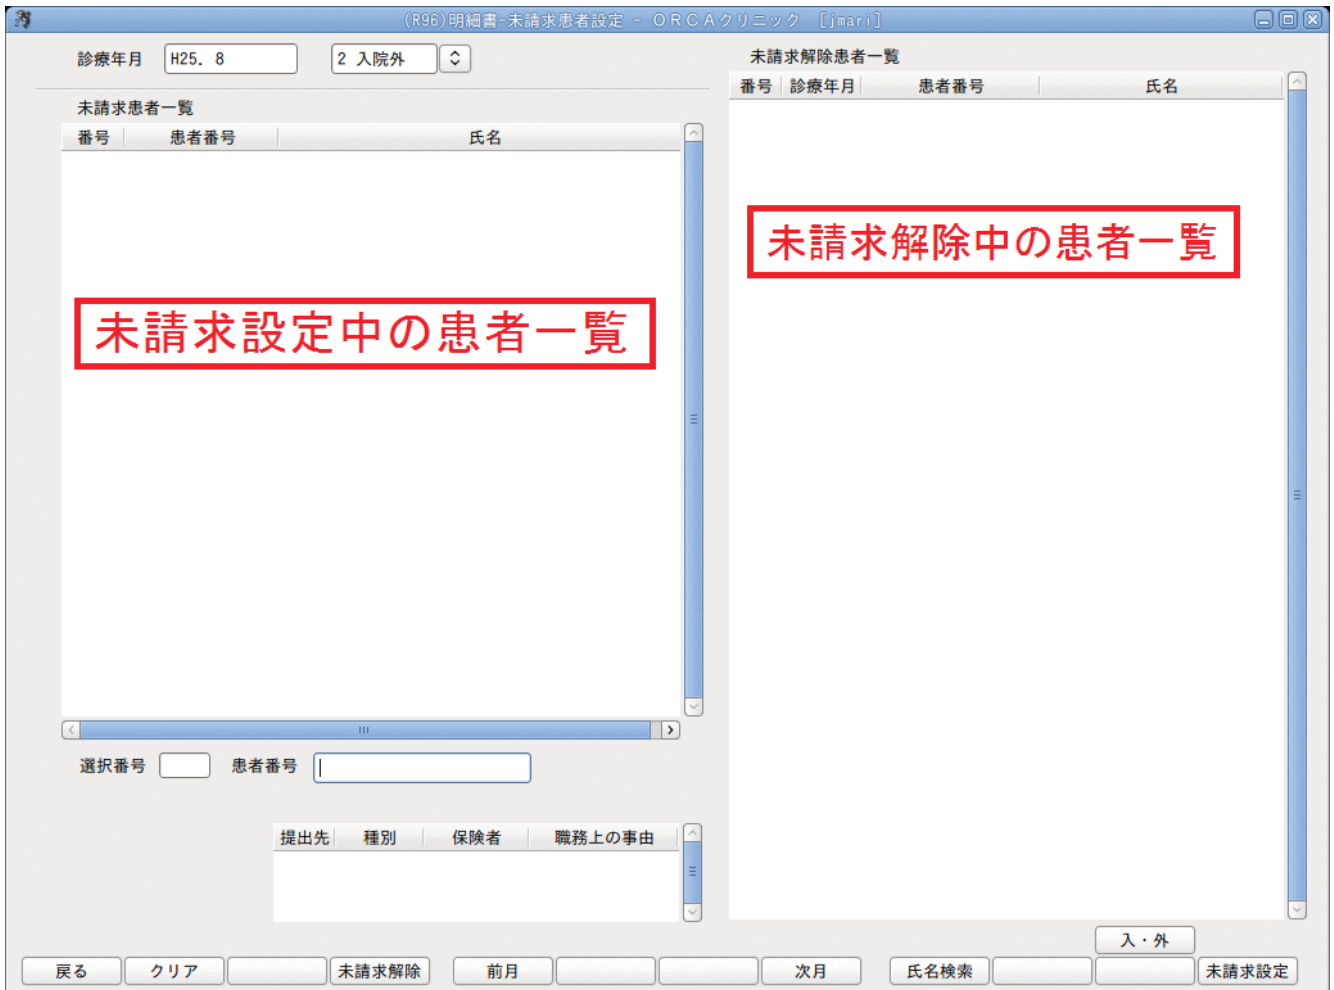 (R96)明細書-未請求患者設定 - ORCAクリニック [jmari]
診療年月 H25. 8 2 入院外
未請求患者一覧
番号 患者番号 氏名
未請求設定中の患者一覧
選択番号 患者番号
提出先 種別 保険者 職務上の事由
未請求解除患者一覧
番号 診療年月 患者番号 氏名
未請求解除中の患者一覧
入・外
戻る クリア 未請求解除 前月 次月 氏名検索 未請求設定